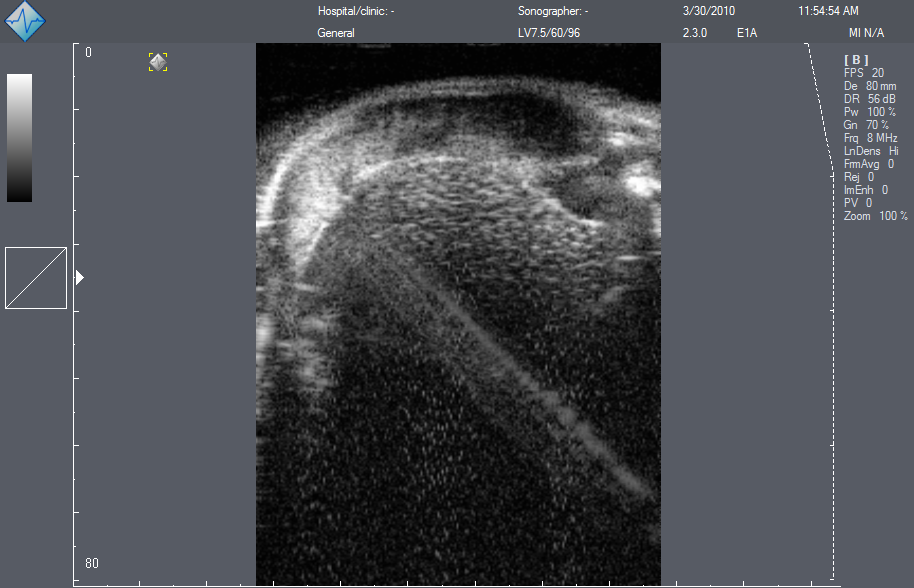 Hospital/clinic: - Sonographer: - 3/30/2010 11:54:54 AM
General LV7.5/60/96 2.3.0 E1A MI N/A
0
[ B ]
FPS 20
De 80 mm
DR 56 dB
Pw 100 %
Gn 70 %
Frq 8 MHz
LnDens Hi
FrmAvg 0
Rej 0
ImEnh 0
PV 0
Zoom 100 %
80